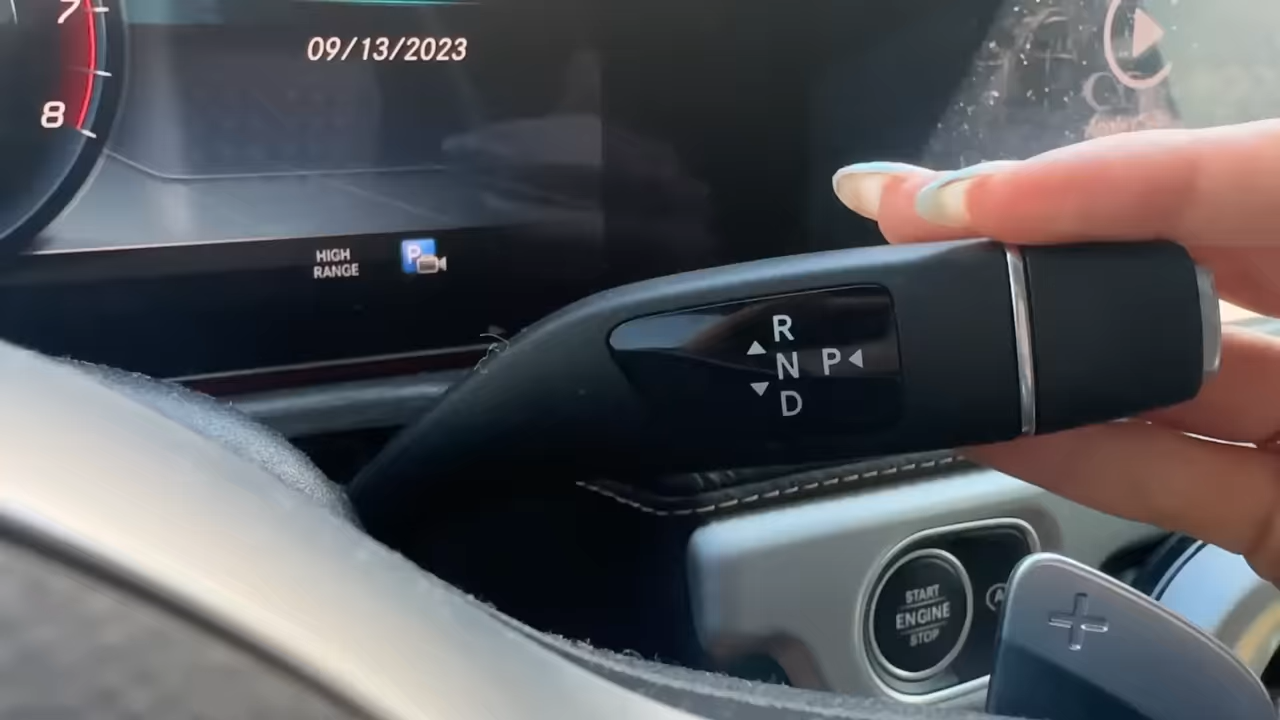 7
8
09/13/2023
HIGH
RANGE
P
R
N P
D
START
ENGINE
STOP
A